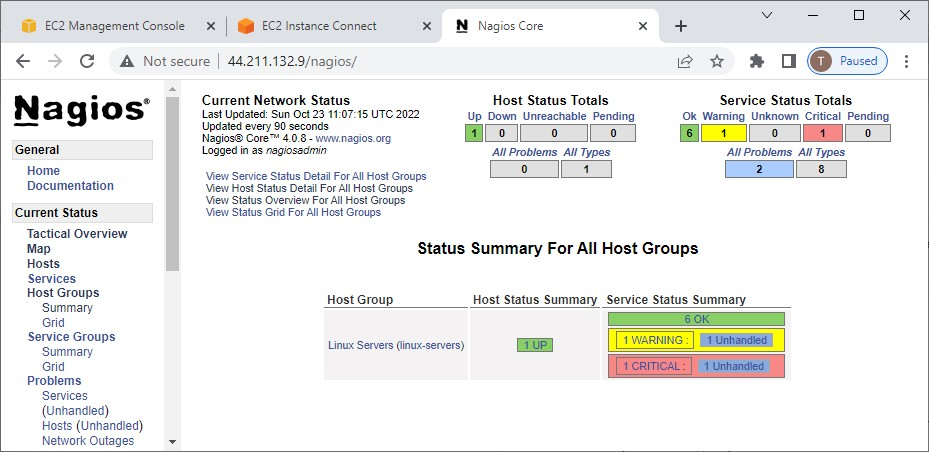 EC2 Management Console
EC2 Instance Connect
Nagios Core
Not secure
44.211.132.9/nagios/
T Paused
Nagios®
General
Home
Documentation
Current Status
Tactical Overview
Map
Hosts
Services
Host Groups
Summary
Grid
Service Groups
Summary
Grid
Problems
Services
(Unhandled)
Hosts (Unhandled)
Network Outages
Current Network Status
Last Updated: Sun Oct 23 11:07:15 UTC 2022
Updated every 90 seconds
Nagios® Core™ 4.0.8 - www.nagios.org
Logged in as nagiosadmin
View Service Status Detail For All Host Groups
View Host Status Detail For All Host Groups
View Status Overview For All Host Groups
View Status Grid For All Host Groups
Host Status Totals
Up Down Unreachable Pending
1 0 0 0
All Problems All Types
0 1
Service Status Totals
Ok Warning Unknown Critical Pending
6 1 0 1 0
All Problems All Types
2 8
Status Summary For All Host Groups
Host Group Host Status Summary Service Status Summary
Linux Servers (linux-servers) 1 UP
6 OK
1 WARNING : 1 Unhandled
1 CRITICAL : 1 Unhandled